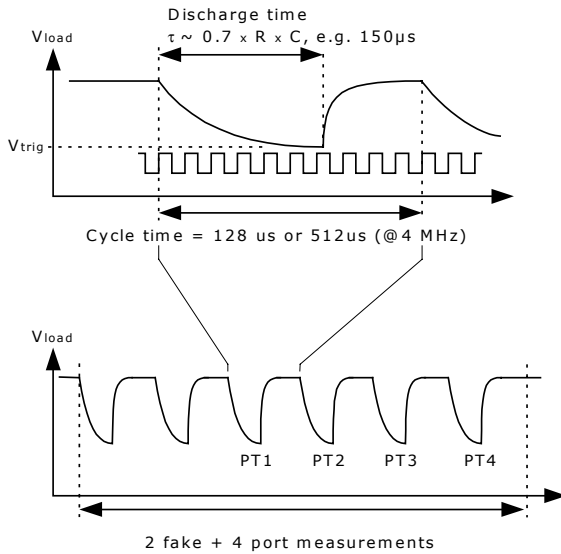 Discharge time
τ ~ 0.7 x R x C, e.g. 150µs
Vload
Vtrig
Cycle time = 128 us or 512us (@4 MHz)
Vload
PT1 PT2 PT3 PT4
2 fake + 4 port measurements